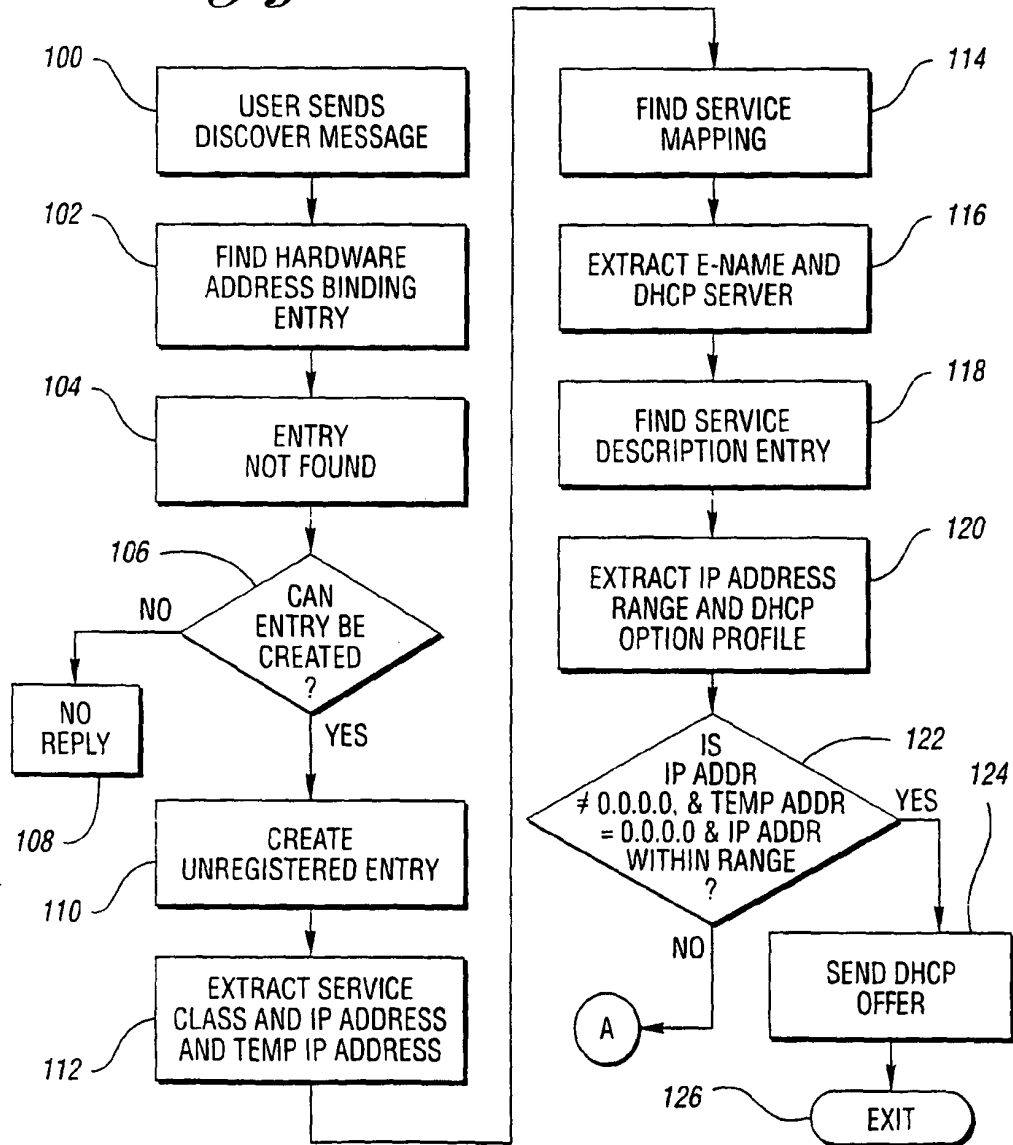 100
USER SENDS
DISCOVER MESSAGE
102
FIND HARDWARE
ADDRESS BINDING
ENTRY
104
ENTRY
NOT FOUND
106
CAN
ENTRY BE
CREATED
?
NO
YES
NO
REPLY
108
CREATE
UNREGISTERED ENTRY
110
EXTRACT SERVICE
CLASS AND IP ADDRESS
AND TEMP IP ADDRESS
112
114
FIND SERVICE
MAPPING
116
EXTRACT E-NAME AND
DHCP SERVER
118
FIND SERVICE
DESCRIPTION ENTRY
120
EXTRACT IP ADDRESS
RANGE AND DHCP
OPTION PROFILE
122
IS
IP ADDR
≠ 0.0.0.0, & TEMP ADDR
= 0.0.0.0 & IP ADDR
WITHIN RANGE
?
YES
NO
124
SEND DHCP
OFFER
A
126
EXIT